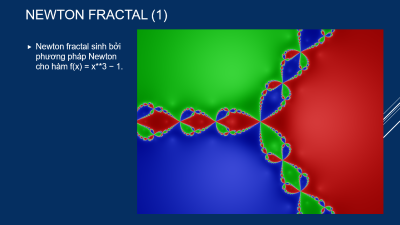 NEWTON FRACTAL (1)
Newton fractal sinh bởi
phương pháp Newton
cho hàm f(x) = x**3 − 1.